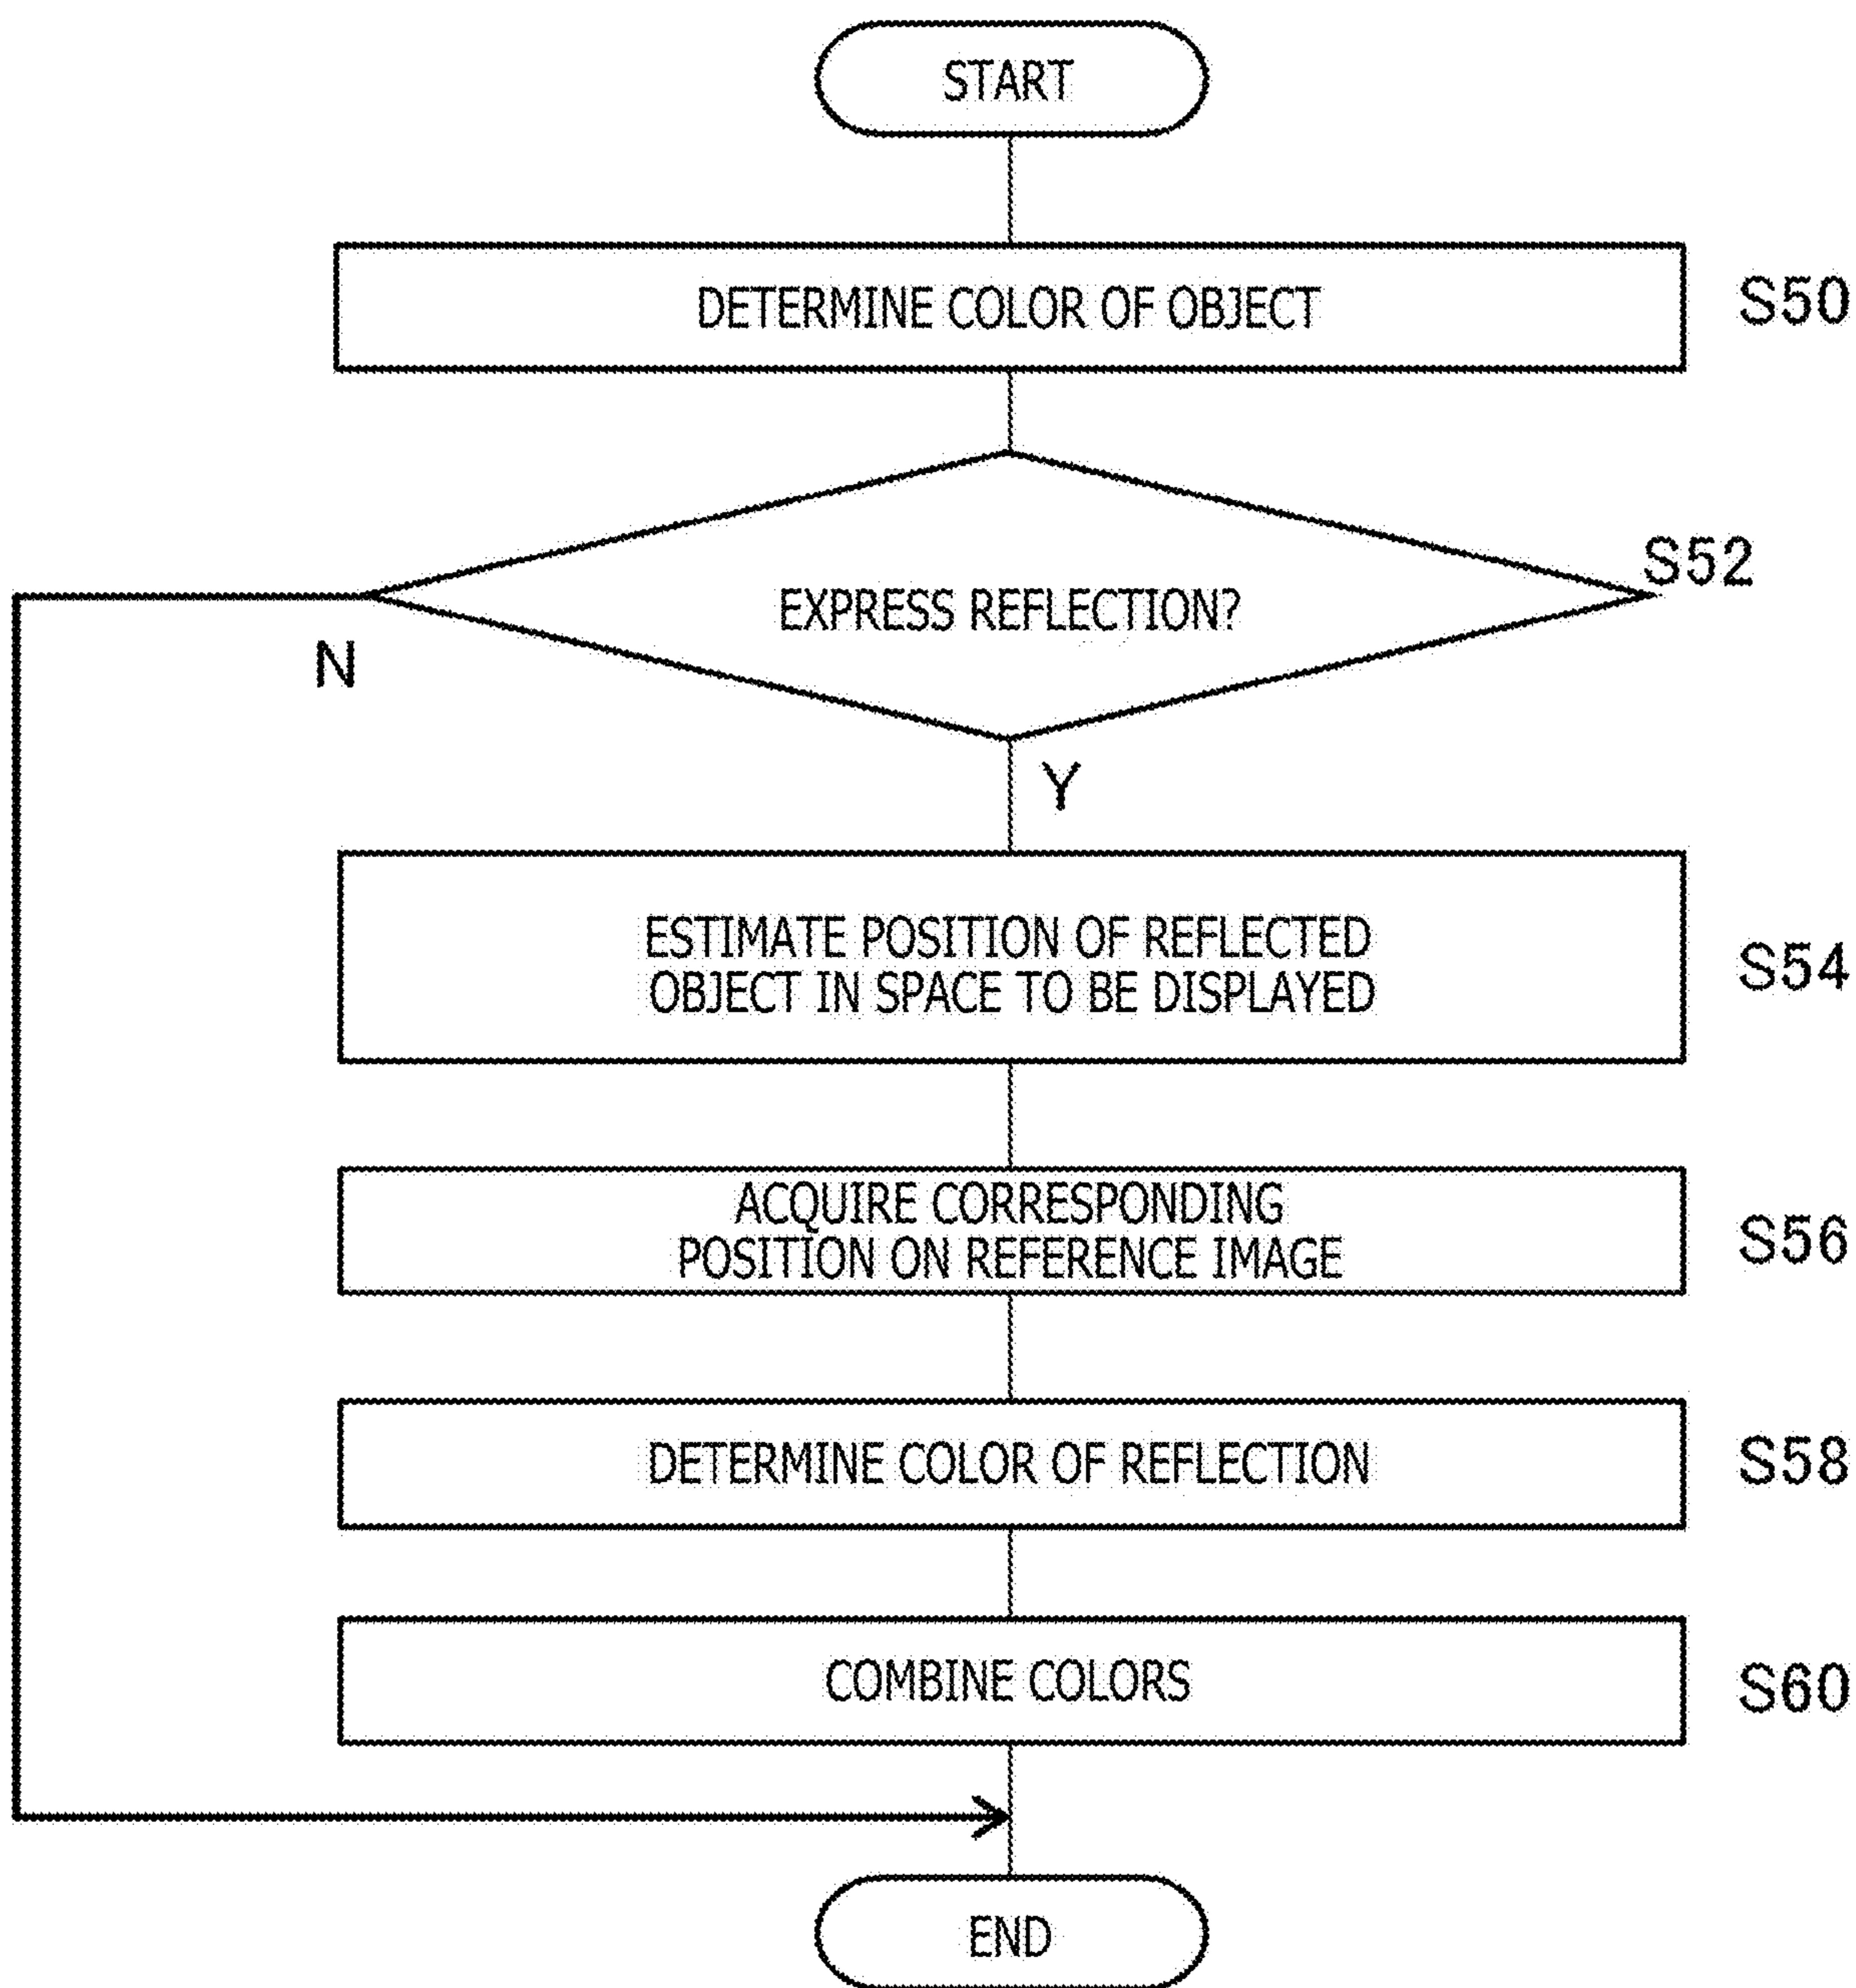 START
DETERMINE COLOR OF OBJECT
S50
EXPRESS REFLECTION?
S52
N
Y
ESTIMATE POSITION OF REFLECTED
OBJECT IN SPACE TO BE DISPLAYED
S54
ACQUIRE CORRESPONDING
POSITION ON REFERENCE IMAGE
S56
DETERMINE COLOR OF REFLECTION
S58
COMBINE COLORS
S60
END